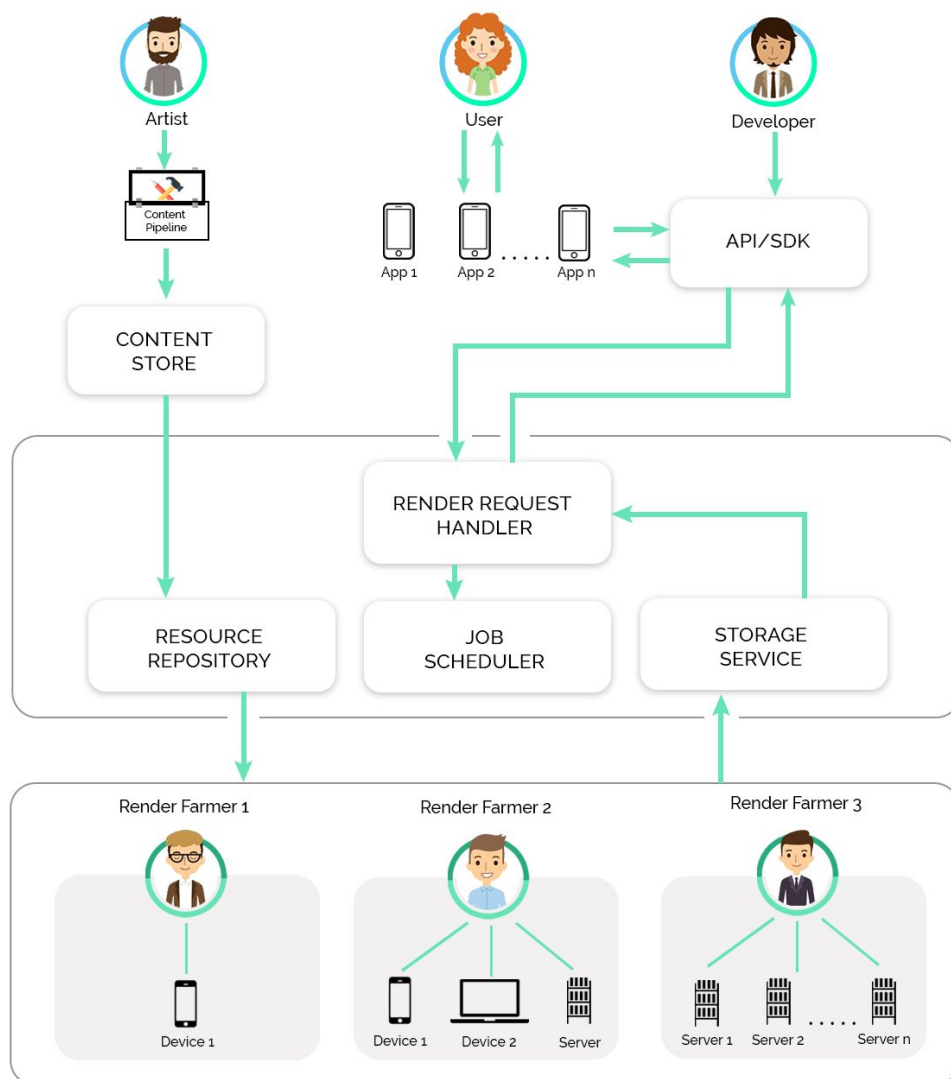 Artist
User
Developer
Content
Pipeline
App 1
App 2
. . . . .
App n
API/SDK
CONTENT
STORE
RENDER REQUEST
HANDLER
RESOURCE
REPOSITORY
JOB
SCHEDULER
STORAGE
SERVICE
Render Farmer 1
Render Farmer 2
Render Farmer 3
Device 1
Device 1
Device 2
Server
Server 1
Server 2
. . . . .
Server n